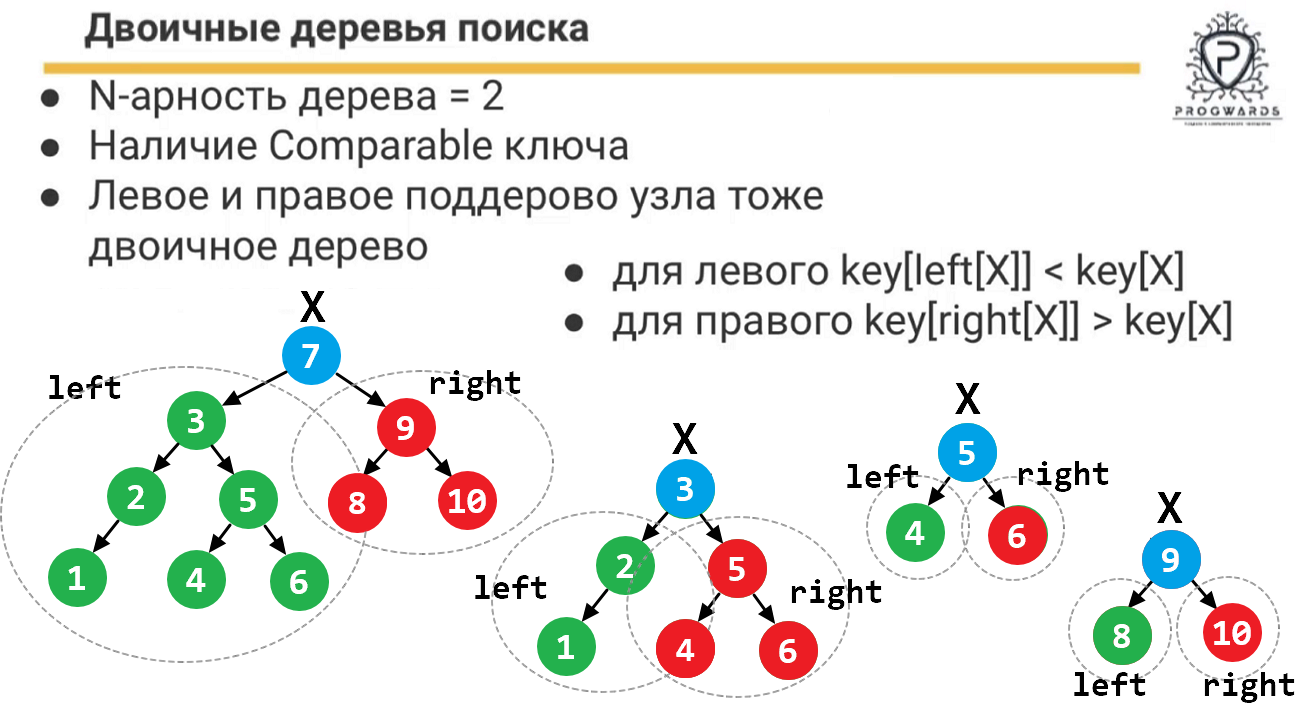 Двоичные деревья поиска
PROGWARDS
● N-арность дерева = 2
● Наличие Comparable ключа
● Левое и правое поддерово узла тоже
двоичное дерево
● для левого key[left[X]] < key[X]
● для правого key[right[X]] > key[X]
X
7
left
right
3
9
2
5
8
10
1
4
6
X
3
left
right
2
5
1
4
6
X
5
left
right
4
6
X
9
8
10
left
right